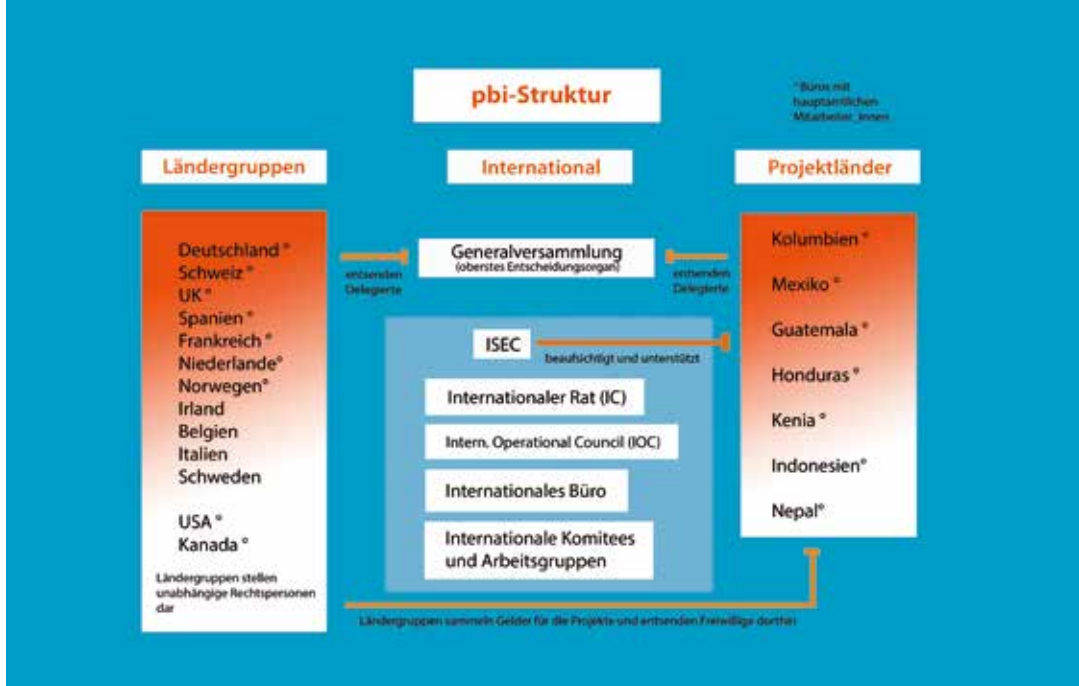 pbi-Struktur
° Büros mit
hauptamtlichen
Mitarbeiter_Innen
Ländergruppen
International
Projektländer
Deutschland °
Schweiz °
UK °
Spanien °
Frankreich °
Niederlande°
Norwegen°
Irland
Belgien
Italien
Schweden
USA °
Kanada °
Ländergruppen stellen
unabhängige Rechtspersonen
dar
entsenden
Delegierte
Generalversammlung
(oberstes Entscheidungsorgan)
entsenden
Delegierte
ISEC
beaufsichtigt und unterstützt
Internationaler Rat (IC)
Intern. Operational Council (IOC)
Internationales Büro
Internationale Komitees
und Arbeitsgruppen
Kolumbien °
Mexiko °
Guatemala °
Honduras °
Kenia °
Indonesien°
Nepal°
Ländergruppen sammeln Gelder für die Projekte und entsenden Freiwillige dorthin